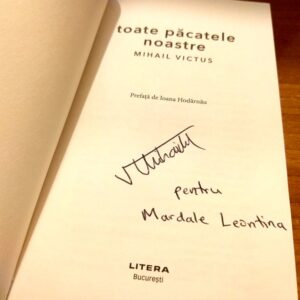 toate păcatele
noastre
MIHAIL VICTUS
Prefață de Ioana Hodârnău
pentru
Mardale Leontina
LITERA
București